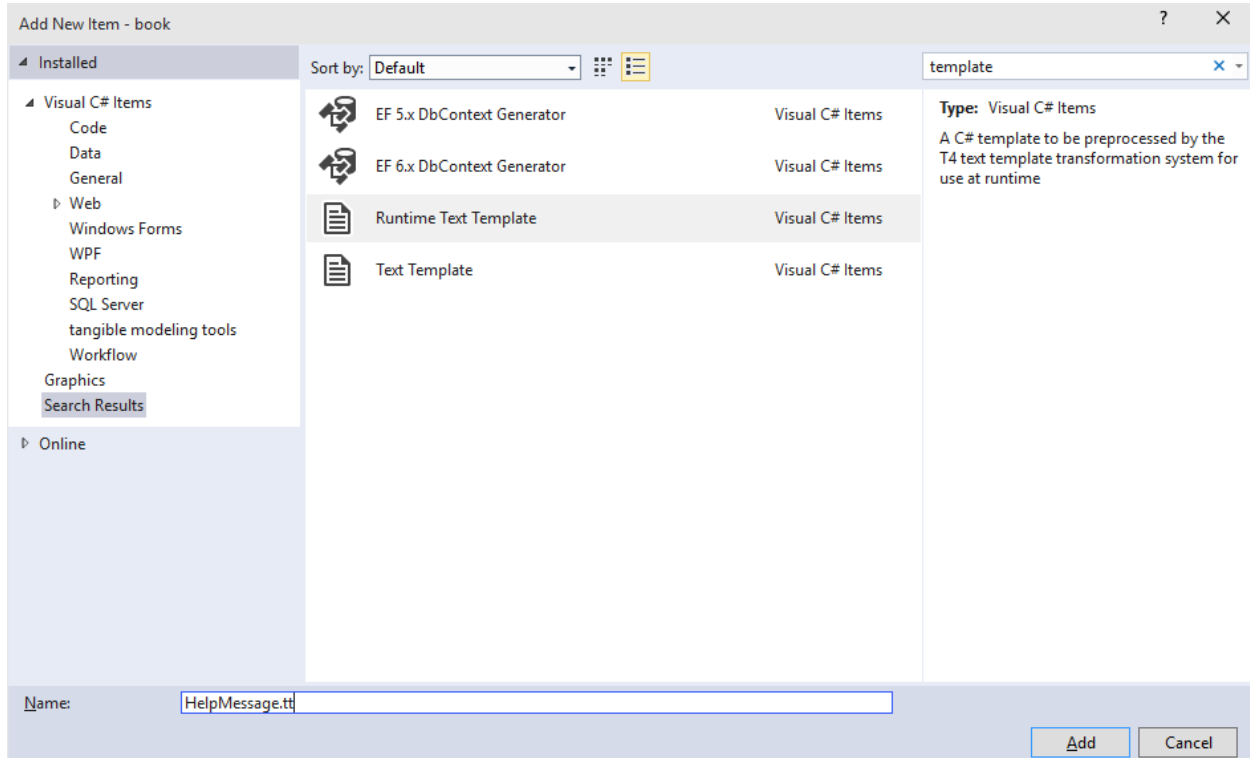 Add New Item - book
?
Installed
Sort by: Default
template
Visual C# Items
Code
Data
General
Web
Windows Forms
WPF
Reporting
SQL Server
tangible modeling tools
Workflow
Graphics
Search Results
Online
EF 5.x DbContext Generator Visual C# Items
EF 6.x DbContext Generator Visual C# Items
Runtime Text Template Visual C# Items
Text Template Visual C# Items
Type: Visual C# Items
A C# template to be preprocessed by the
T4 text template transformation system for
use at runtime
Name: HelpMessage.tt
Add Cancel